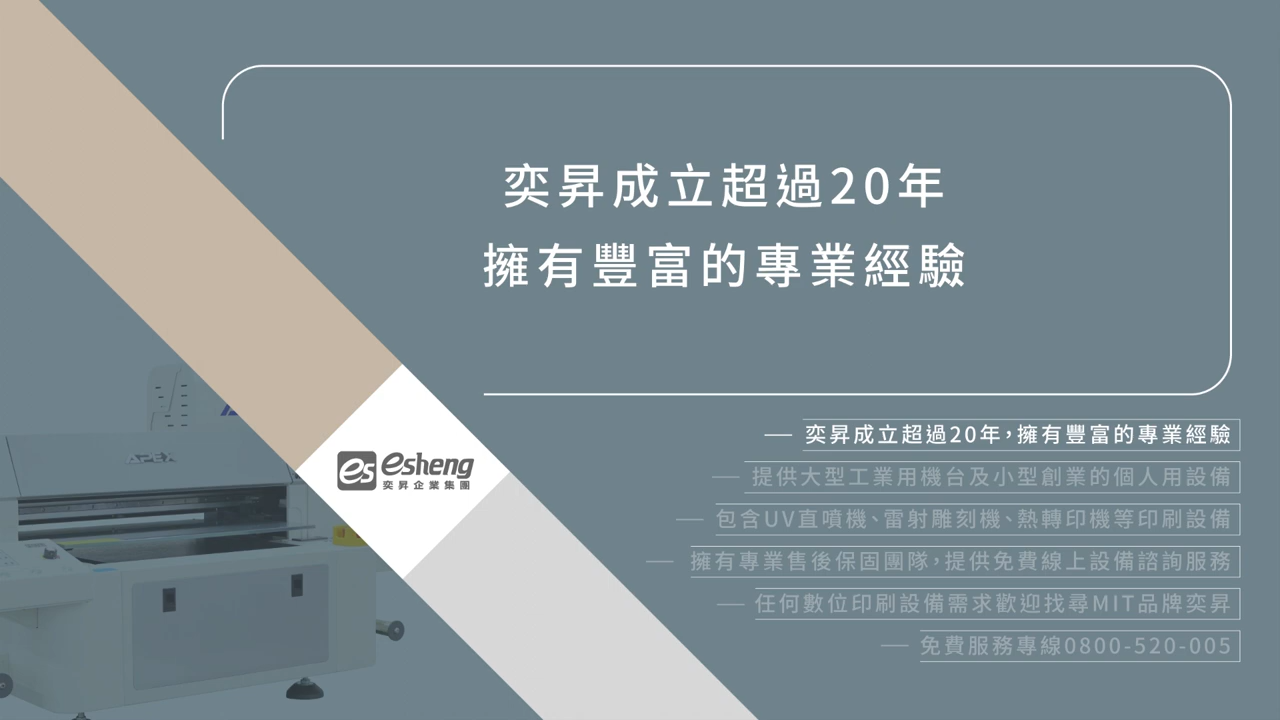 奕昇成立超過20年
擁有豐富的專業經驗
奕昇成立超過20年，擁有豐富的專業經驗
提供大型工業用機台及小型創業的個人用設備
包含UV直噴機、雷射雕刻機、熱轉印機等印刷設備
擁有專業售後保固團隊，提供免費線上設備諮詢服務
任何數位印刷設備需求歡迎找尋MIT品牌奕昇
免費服務專線0800-520-005
es esheng
奕昇企業集團
APEX